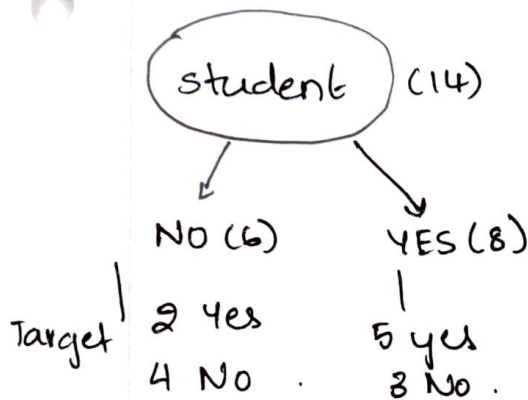 student (14)
NO (6) YES (8)
Target 2 Yes 5 yes
4 No . 3 No .